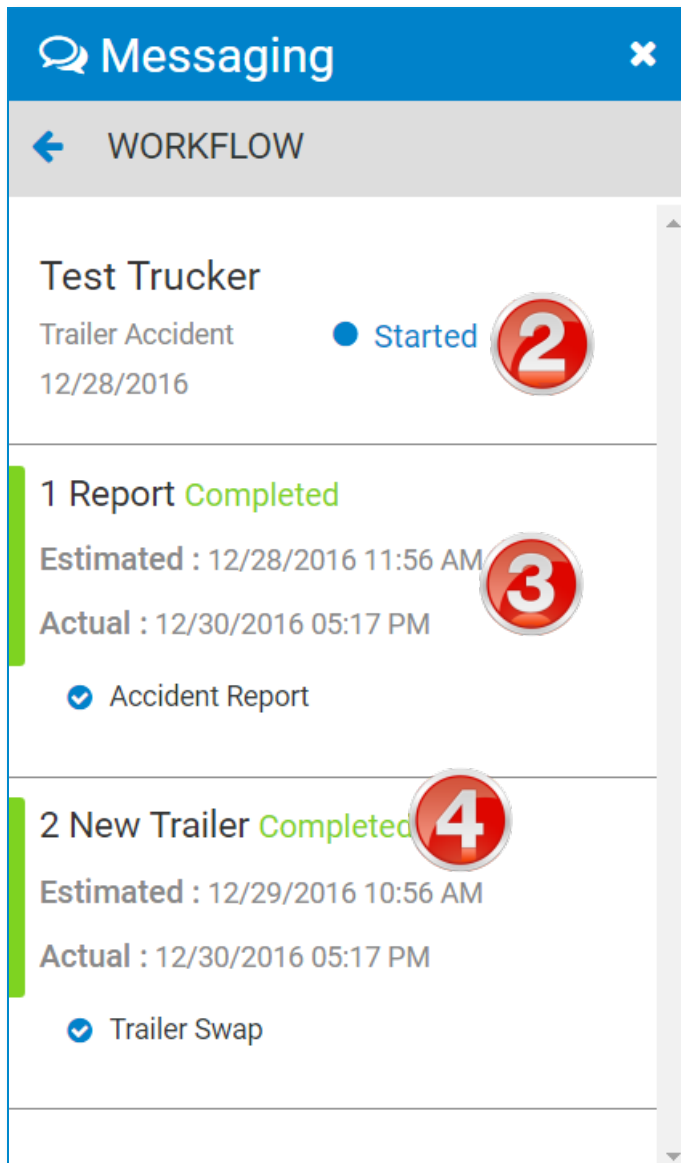 Messaging
WORKFLOW
Test Trucker
Trailer Accident
Started
2
12/28/2016
1 Report Completed
Estimated : 12/28/2016 11:56 AM
3
Actual : 12/30/2016 05:17 PM
Accident Report
2 New Trailer Completed
4
Estimated : 12/29/2016 10:56 AM
Actual : 12/30/2016 05:17 PM
Trailer Swap